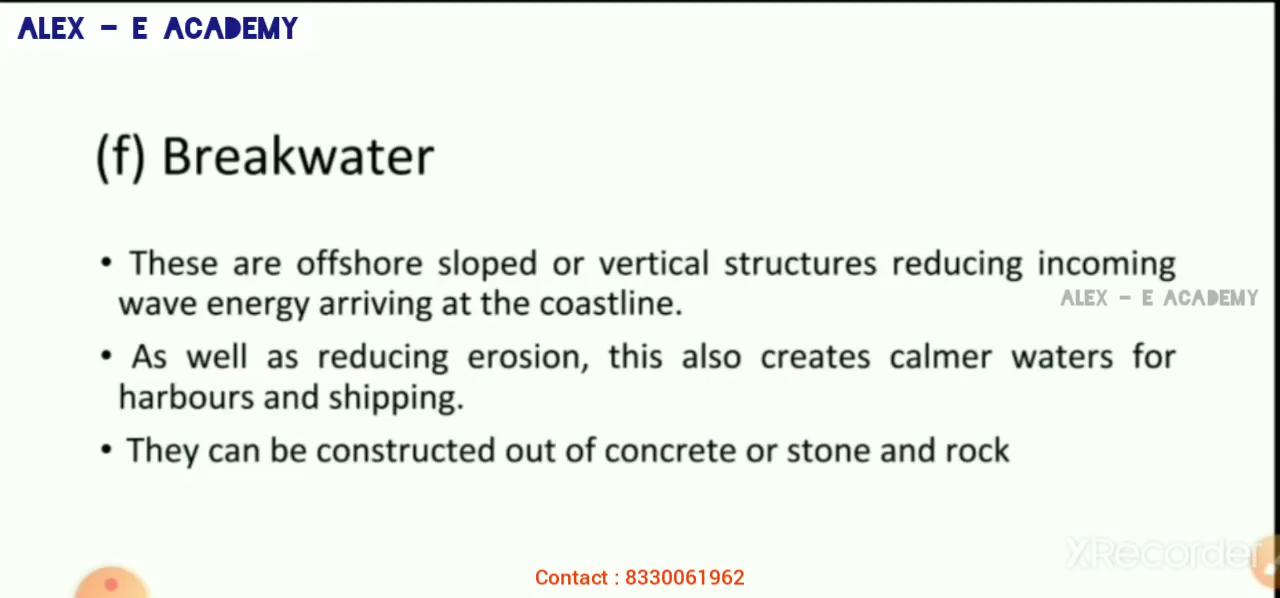 ALEX - E ACADEMY
(f) Breakwater
• These are offshore sloped or vertical structures reducing incoming
wave energy arriving at the coastline.
ALEX - E ACADEMY
• As well as reducing erosion, this also creates calmer waters for
harbours and shipping.
• They can be constructed out of concrete or stone and rock
XRecorder
Contact : 8330061962